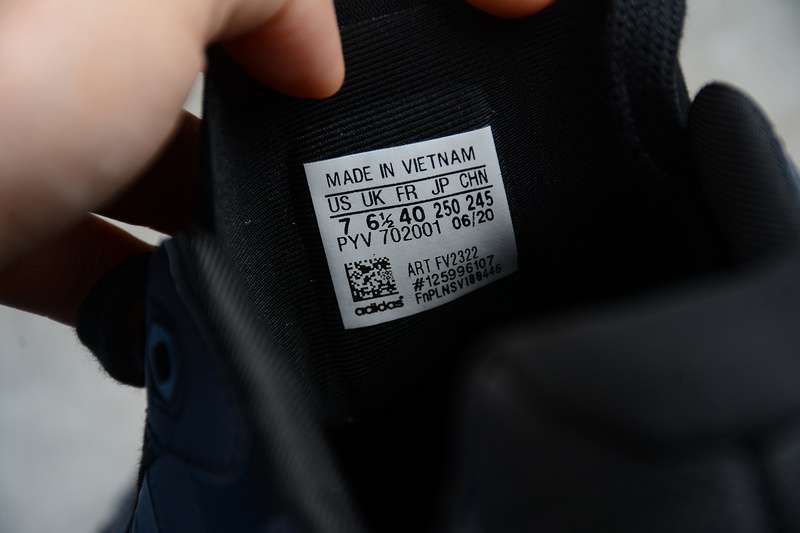 MADE IN VIETNAM
US UK FR JP CHN
7 6½ 40 250 245
PYV 702001 06/20
ART FV2322
#125996107
FnPLNSVI88446
adidas®